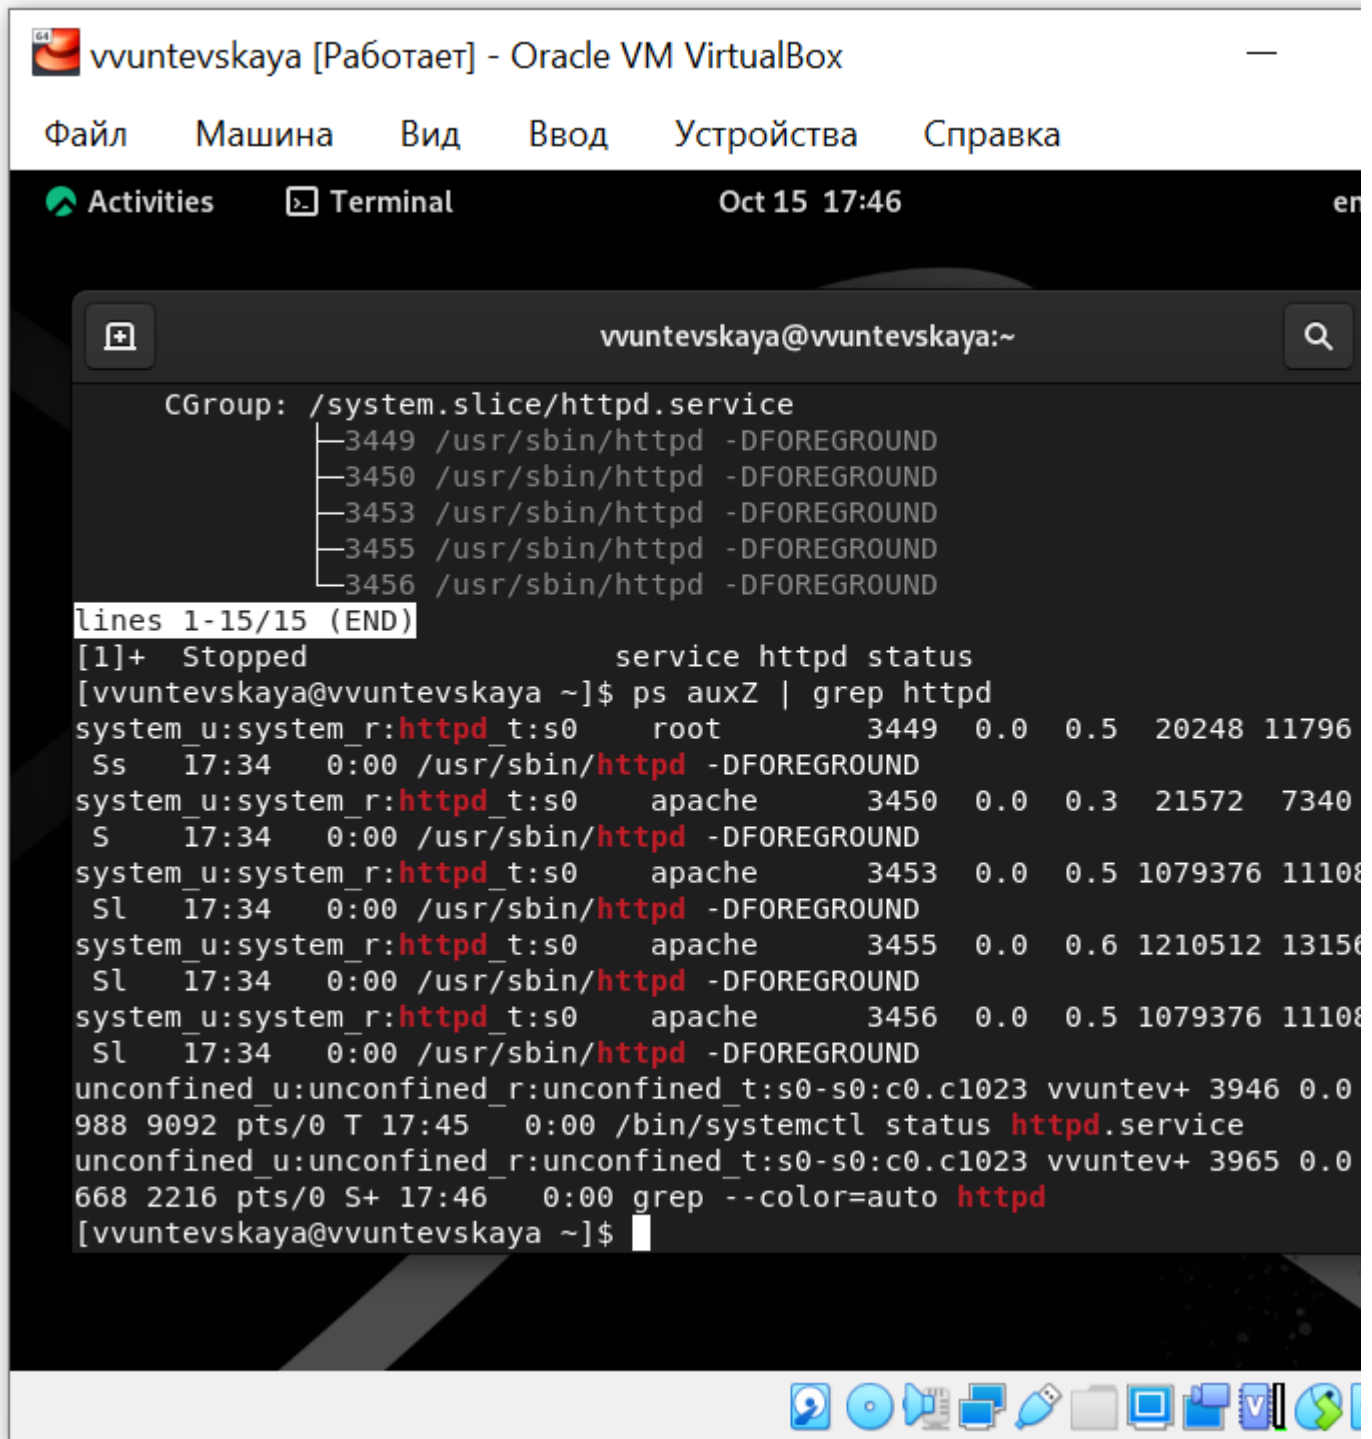 vvuntevskaya [Работает] - Oracle VM VirtualBox
Файл Машина Вид Ввод Устройства Справка
Activities Terminal Oct 15 17:46 en
vvuntevskaya@vvuntevskaya:~
CGroup: /system.slice/httpd.service
├─3449 /usr/sbin/httpd -DFOREGROUND
├─3450 /usr/sbin/httpd -DFOREGROUND
├─3453 /usr/sbin/httpd -DFOREGROUND
├─3455 /usr/sbin/httpd -DFOREGROUND
└─3456 /usr/sbin/httpd -DFOREGROUND
lines 1-15/15 (END)
[1]+  Stopped                 service httpd status
[vvuntevskaya@vvuntevskaya ~]$ ps auxZ | grep httpd
system_u:system_r:httpd_t:s0    root        3449  0.0  0.5  20248 11796
Ss   17:34   0:00 /usr/sbin/httpd -DFOREGROUND
system_u:system_r:httpd_t:s0    apache      3450  0.0  0.3  21572  7340
S    17:34   0:00 /usr/sbin/httpd -DFOREGROUND
system_u:system_r:httpd_t:s0    apache      3453  0.0  0.5 1079376 11108
Sl   17:34   0:00 /usr/sbin/httpd -DFOREGROUND
system_u:system_r:httpd_t:s0    apache      3455  0.0  0.6 1210512 13156
Sl   17:34   0:00 /usr/sbin/httpd -DFOREGROUND
system_u:system_r:httpd_t:s0    apache      3456  0.0  0.5 1079376 11108
Sl   17:34   0:00 /usr/sbin/httpd -DFOREGROUND
unconfined_u:unconfined_r:unconfined_t:s0-s0:c0.c1023 vvuntev+ 3946 0.0
988 9092 pts/0 T 17:45   0:00 /bin/systemctl status httpd.service
unconfined_u:unconfined_r:unconfined_t:s0-s0:c0.c1023 vvuntev+ 3965 0.0
668 2216 pts/0 S+ 17:46   0:00 grep --color=auto httpd
[vvuntevskaya@vvuntevskaya ~]$